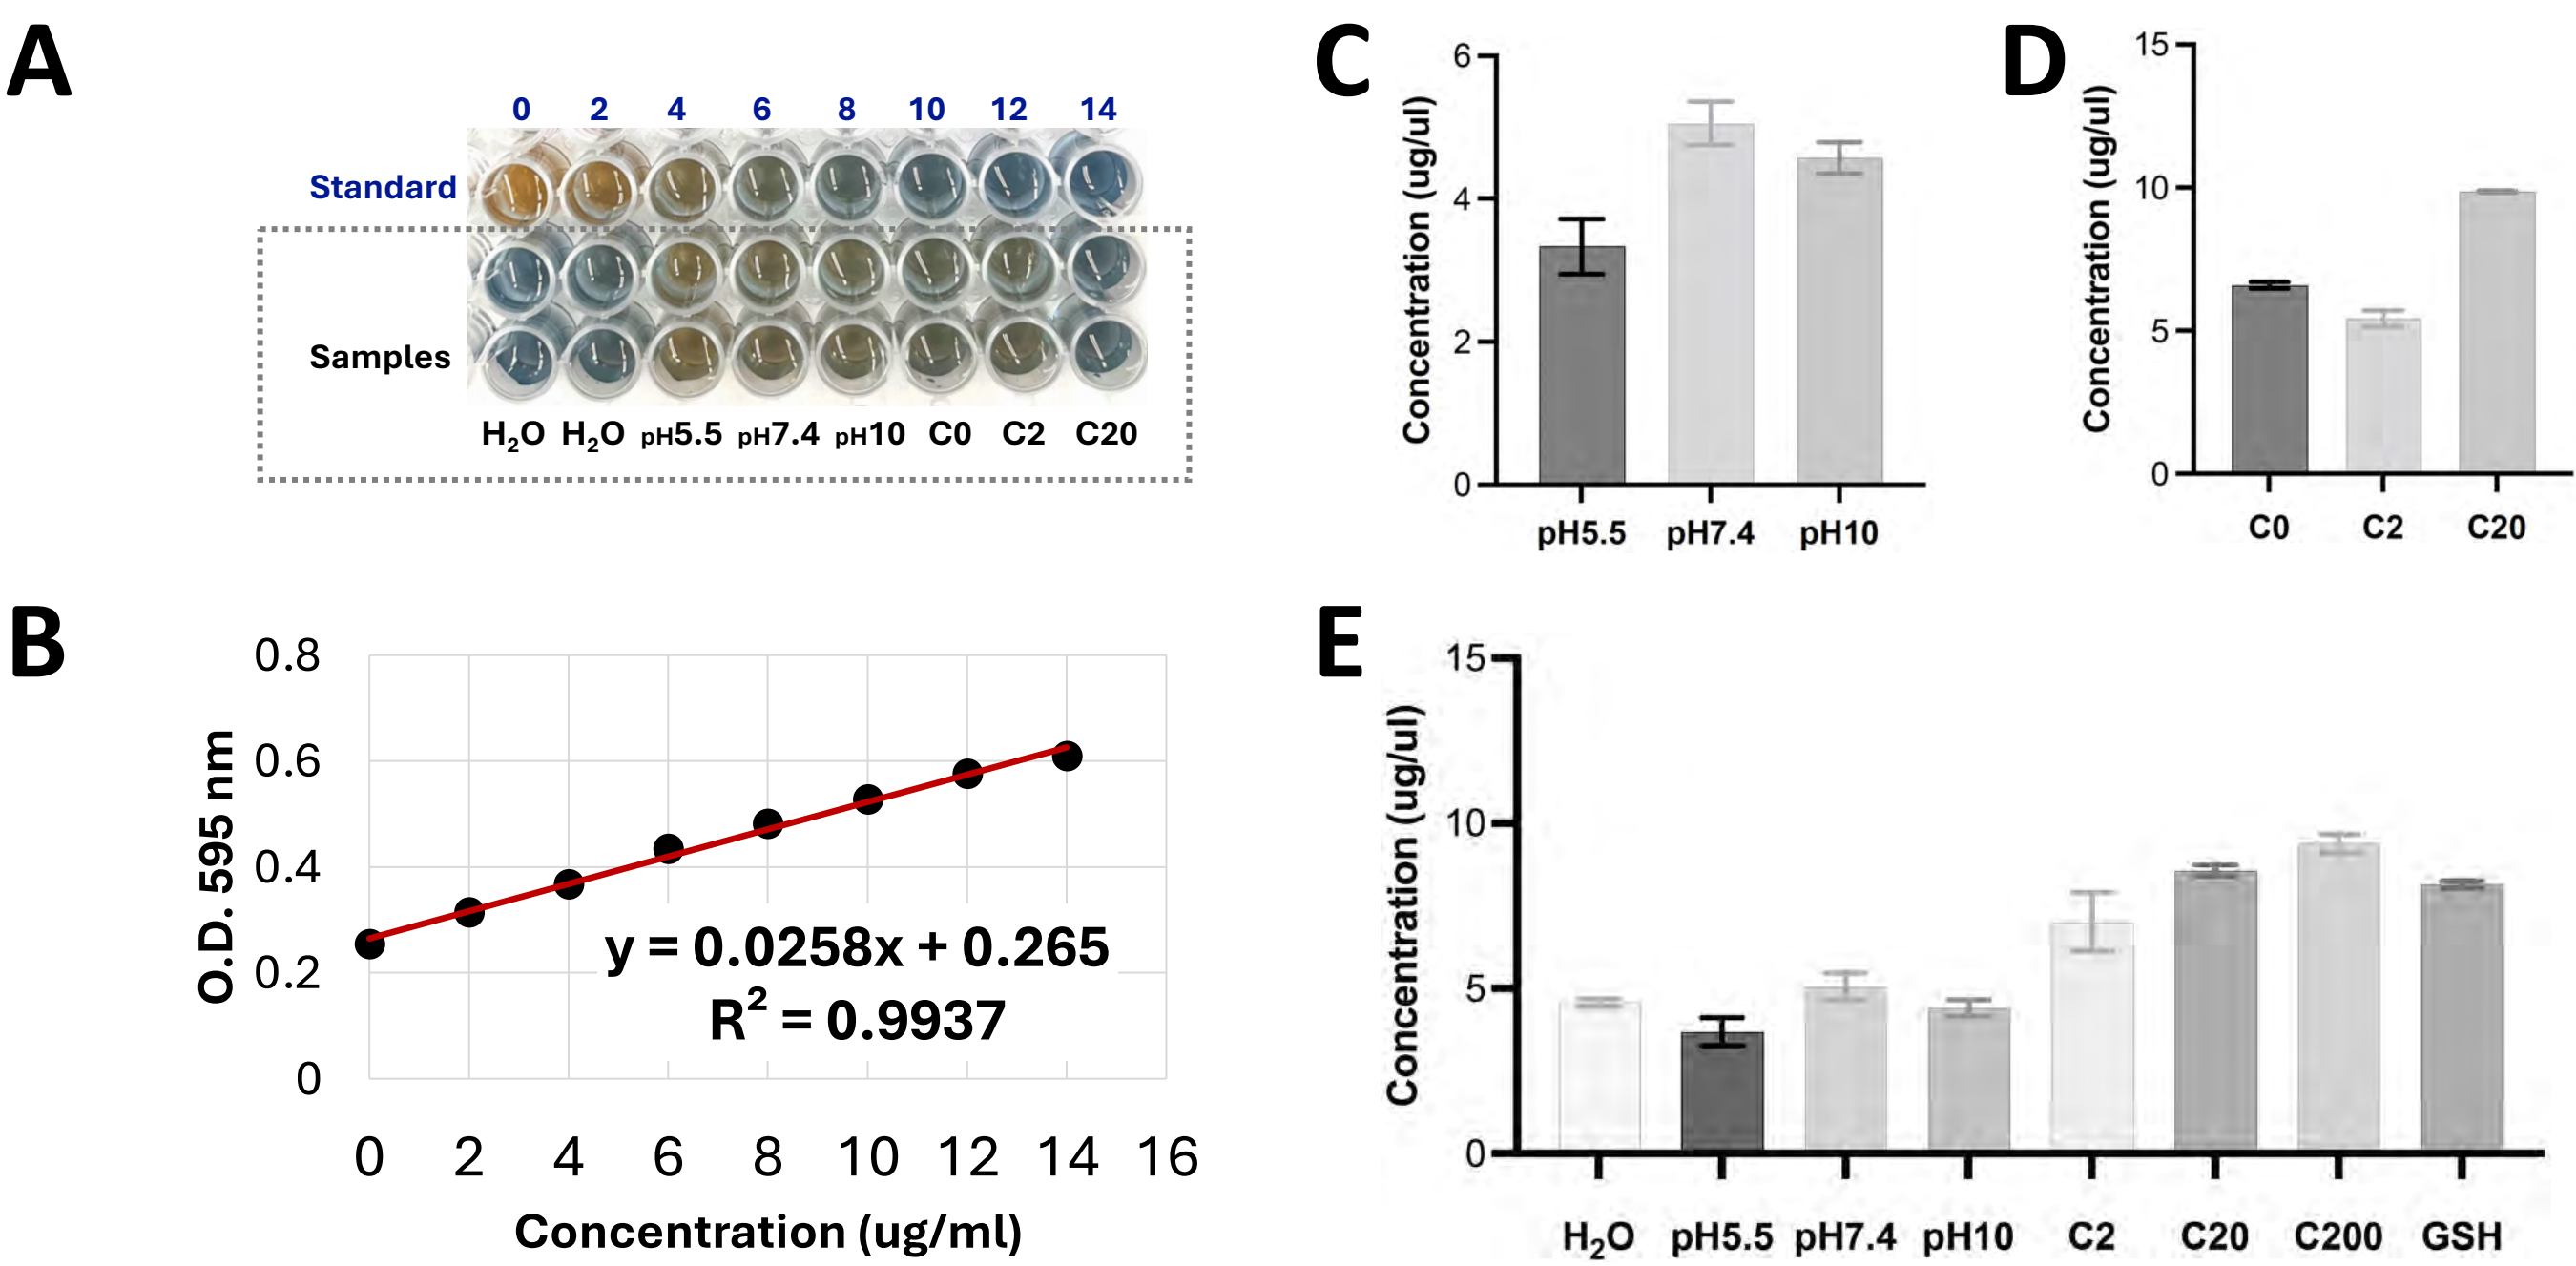 A
0 2 4 6 8 10 12 14
Standard
Samples
H₂O H₂O pH5.5 pH7.4 pH10 C0 C2 C20
B
0.8
0.6
0.4
0.2
0
O.D. 595 nm
y = 0.0258x + 0.265
R² = 0.9937
0 2 4 6 8 10 12 14 16
Concentration (ug/ml)
C
6
4
2
0
Concentration (ug/ul)
pH5.5 pH7.4 pH10
D
15
10
5
0
Concentration (ug/ul)
C0 C2 C20
E
15
10
5
0
Concentration (ug/ul)
H₂O pH5.5 pH7.4 pH10 C2 C20 C200 GSH